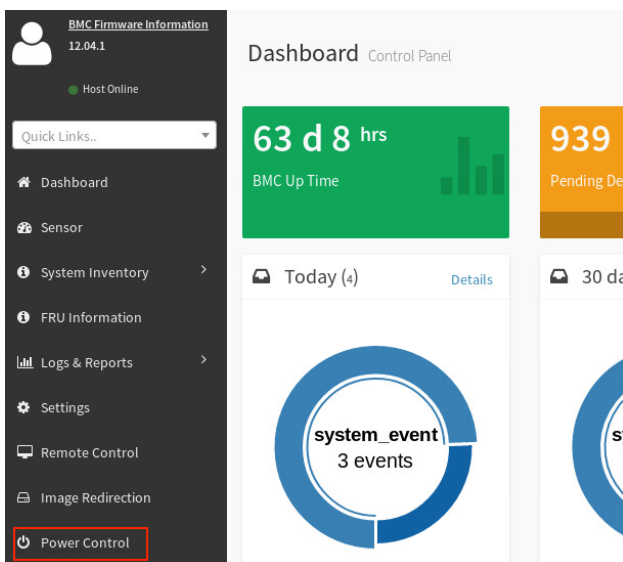 BMC Firmware Information
12.04.1
Host Online
Quick Links..
Dashboard
Sensor
System Inventory
FRU Information
Logs & Reports
Settings
Remote Control
Image Redirection
Power Control
Dashboard Control Panel
63 d 8 hrs
BMC Up Time
939
Pending De
Today (4)
Details
30 da
system_event
3 events
s